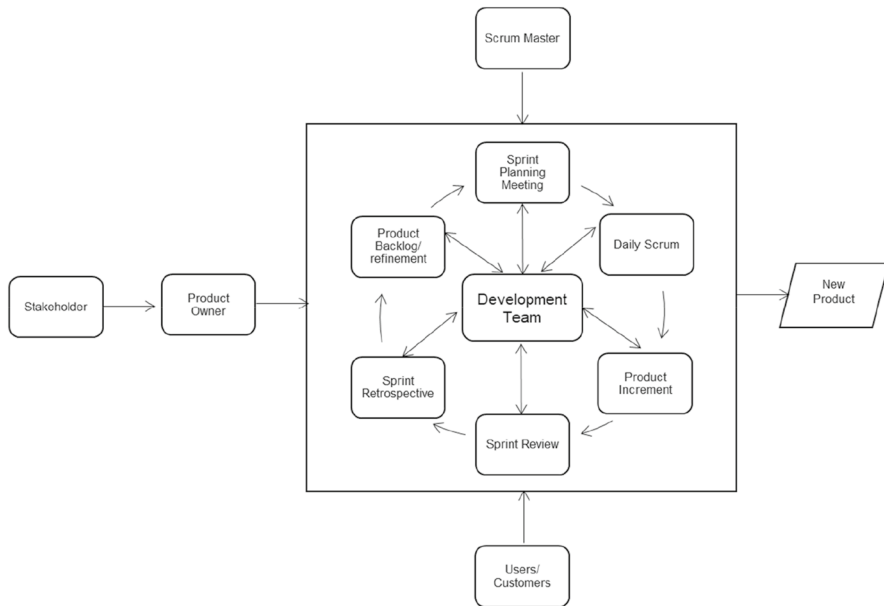 Scrum Master
Sprint
Planning
Meeting
Product
Backlog/
refinement
Daily Scrum
Stakeholder
Product
Owner
Development
Team
New
Product
Sprint
Retrospective
Product
Increment
Sprint Review
Users/
Customers